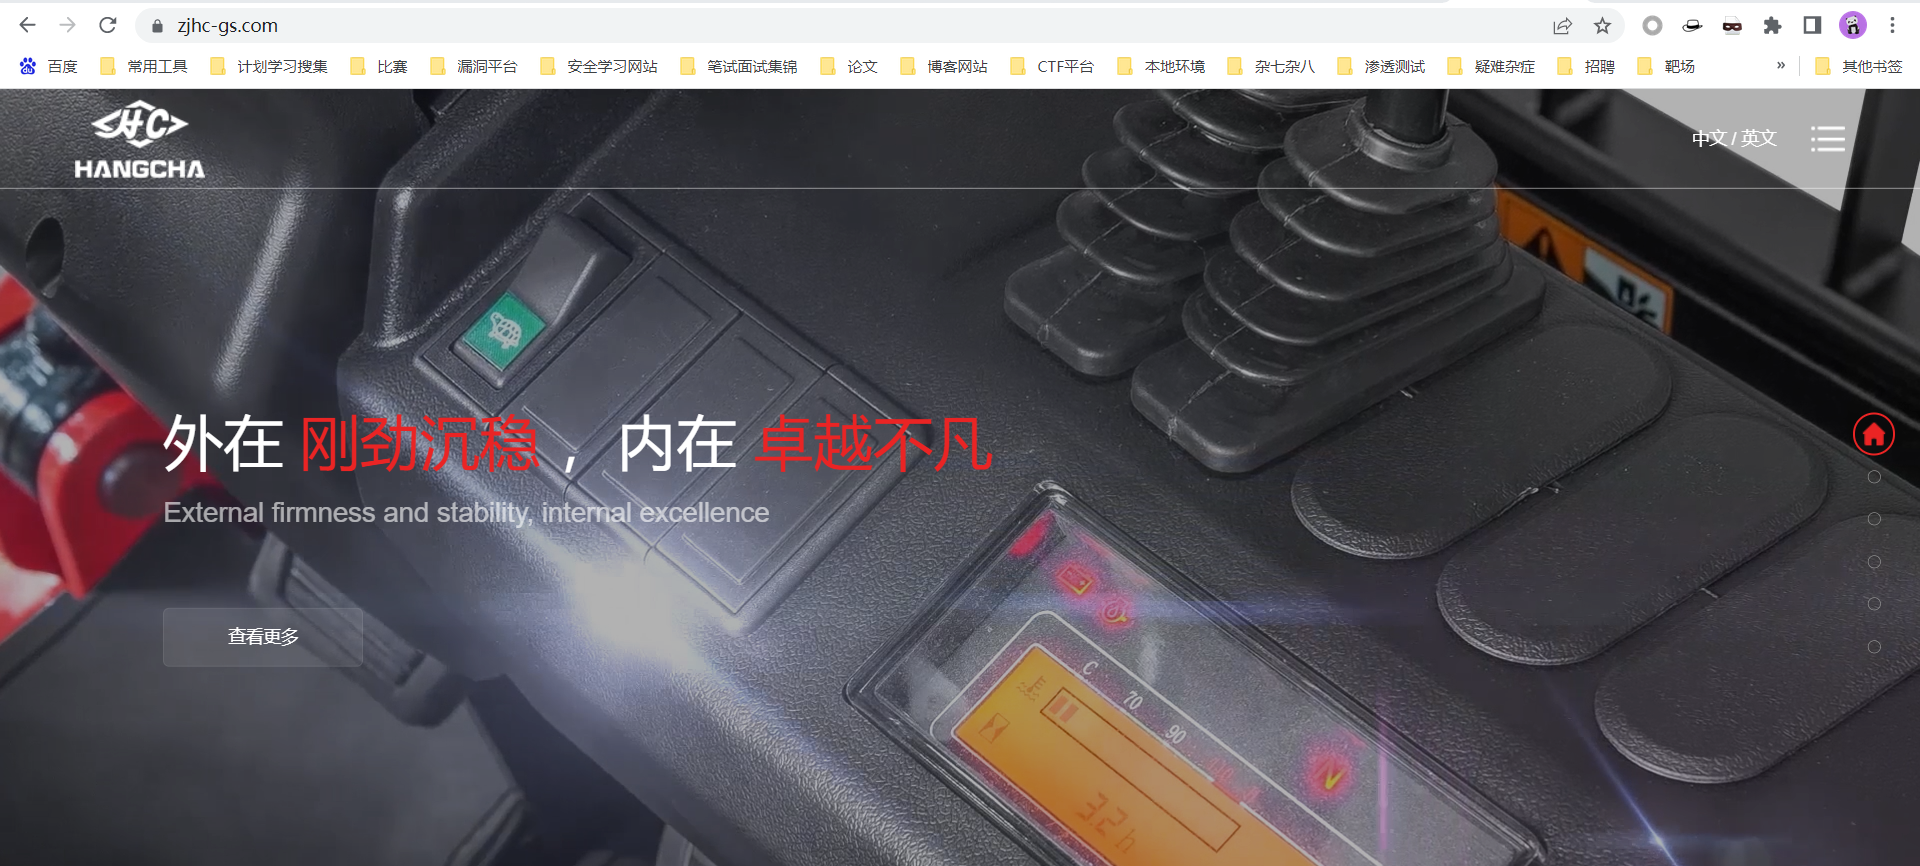 zjhc-gs.com
百度 常用工具 计划学习搜集 比赛 漏洞平台 安全学习网站 笔试面试集锦 论文 博客网站 CTF平台 本地环境 杂七杂八 渗透测试 疑难杂症 招聘 靶场 » 其他书签
HC
HANGCHA
中文 / 英文
外在 刚劲沉稳 ， 内在 卓越不凡
External firmness and stability, internal excellence
查看更多
C 70 90
32 h